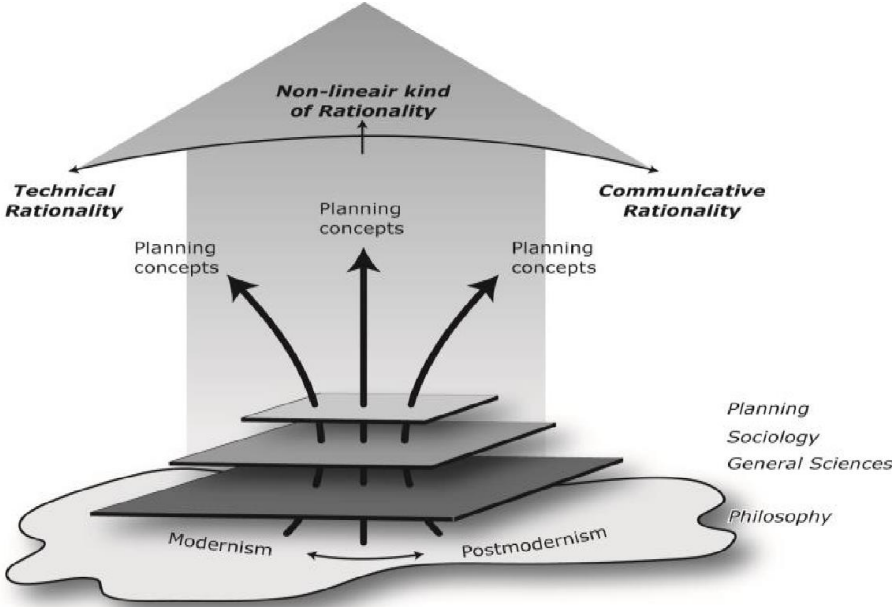 Non-lineair kind
of Rationality
Technical
Rationality
Communicative
Rationality
Planning
concepts
Planning
concepts
Planning
concepts
Planning
Sociology
General Sciences
Philosophy
Modernism
Postmodernism